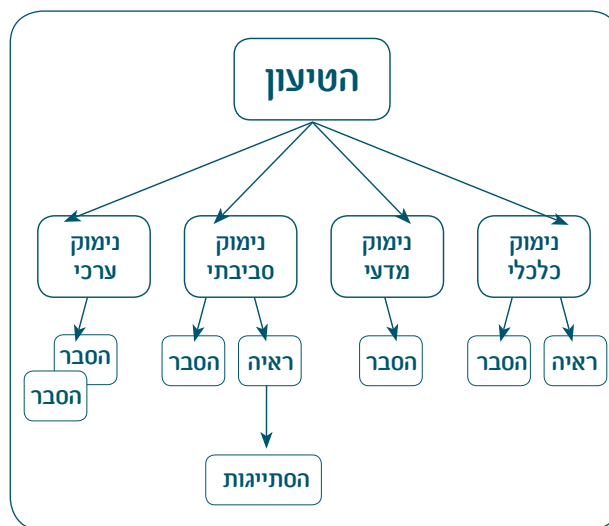 הטיעון
נימוק
כלכלי
נימוק
מדעי
נימוק
סביבתי
נימוק
ערכי
ראיה
הסבר
הסבר
ראיה
הסבר
הסבר
הסבר
הסתייגות